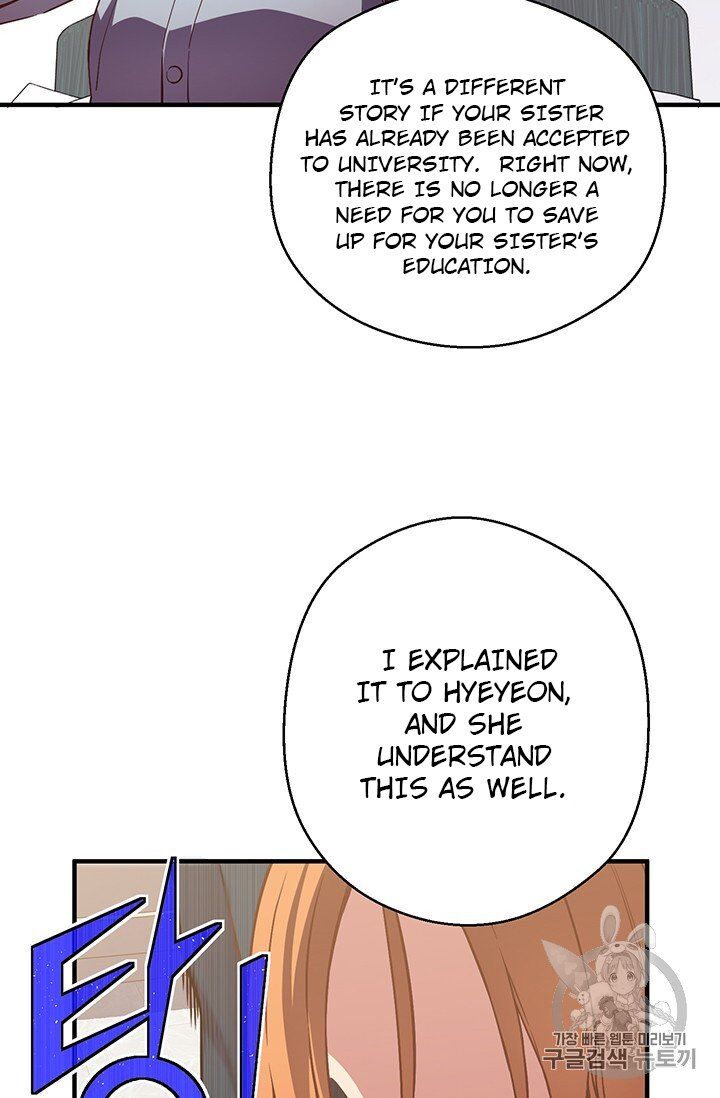 IT'S A DIFFERENT
STORY IF YOUR SISTER
HAS ALREADY BEEN ACCEPTED
TO UNIVERSITY. RIGHT NOW,
THERE IS NO LONGER A
NEED FOR YOU TO SAVE
UP FOR YOUR SISTER'S
EDUCATION.
I EXPLAINED
IT TO HYEYEON,
AND SHE
UNDERSTAND
THIS AS WELL.
탁
가장 빠른 웹툰 미리보기
구글검색 뉴토끼